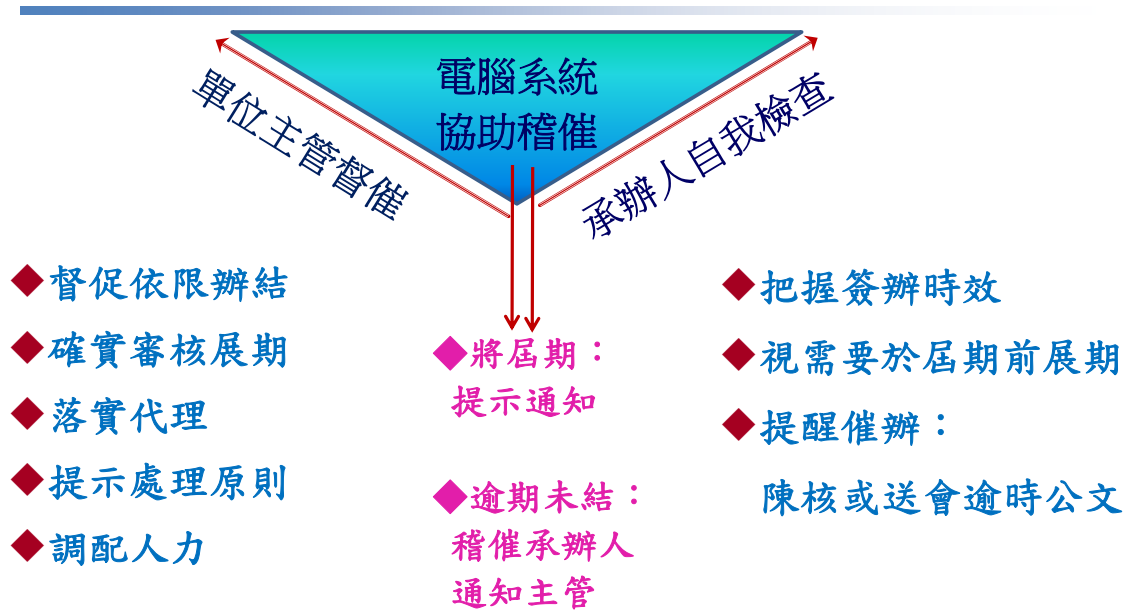 電腦系統
協助稽催
單位主管督催
承辦人自我檢查
◆督促依限辦結
◆確實審核展期
◆落實代理
◆提示處理原則
◆調配人力
◆將屆期：
提示通知
◆逾期未結：
稽催承辦人
通知主管
◆把握簽辦時效
◆視需要於屆期前展期
◆提醒催辦：
陳核或送會逾時公文